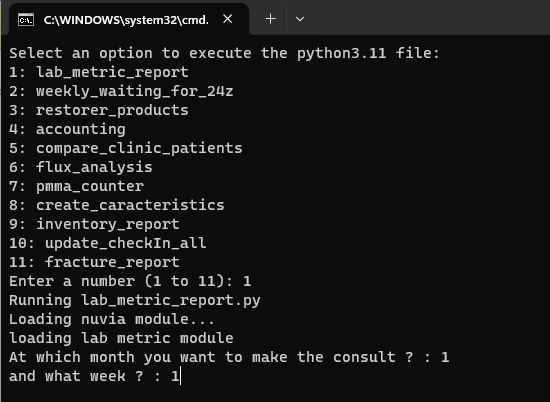 C:\WINDOWS\system32\cmd.
Select an option to execute the python3.11 file:
1: lab_metric_report
2: weekly_waiting_for_24z
3: restorer_products
4: accounting
5: compare_clinic_patients
6: flux_analysis
7: pmma_counter
8: create_caracteristics
9: inventory_report
10: update_checkIn_all
11: fracture_report
Enter a number (1 to 11): 1
Running lab_metric_report.py
Loading nuvia module...
loading lab metric module
At which month you want to make the consult ? : 1
and what week ? : 1